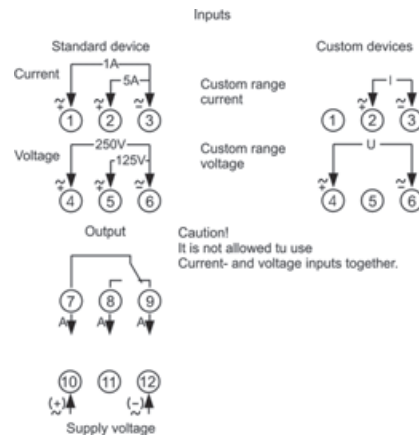 Inputs
Standard device
Custom devices
Current
1A
5A
Custom range
current
I
1 2 3
1 2 3
Voltage
250V
125V
Custom range
voltage
U
4 5 6
4 5 6
Output
Caution!
It is not allowed tu use
Current- and voltage inputs together.
7 8 9
A A A
10 11 12
(+) (−)
Supply voltage